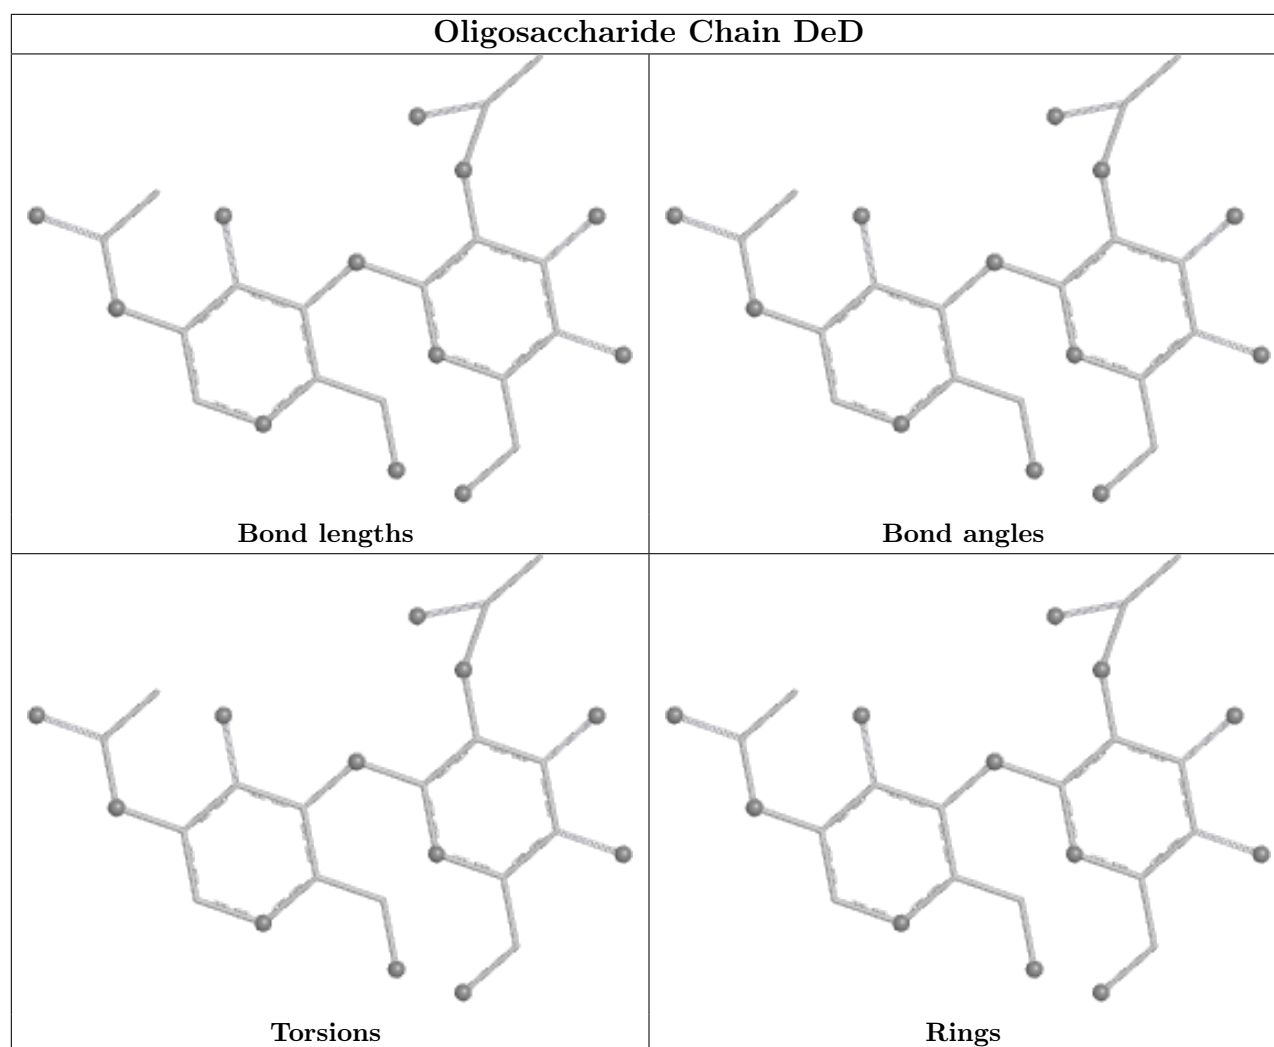 Oligosaccharide Chain DeD
Bond lengths
Bond angles
Torsions
Rings